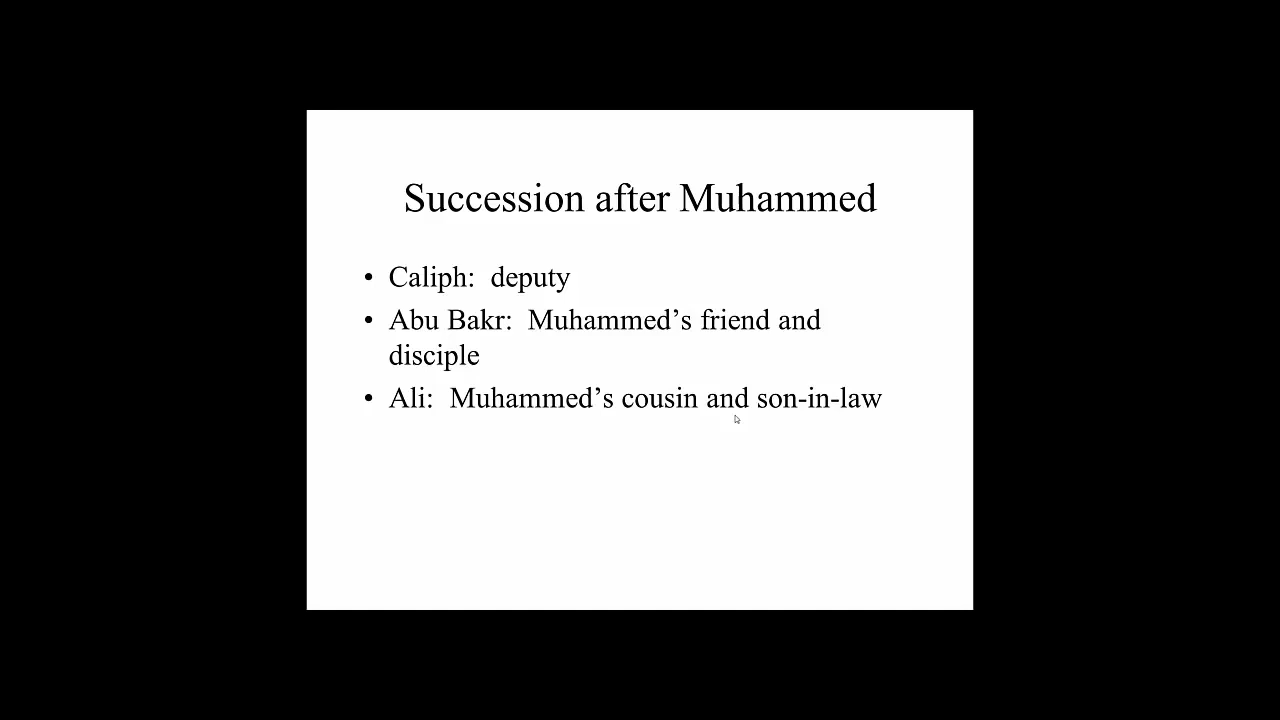 Succession after Muhammed
• Caliph:  deputy
• Abu Bakr:  Muhammed’s friend and
disciple
• Ali:  Muhammed’s cousin and son-in-law